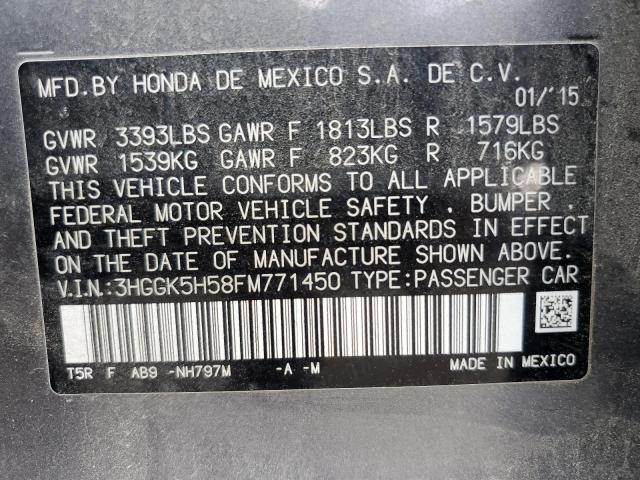 MFD.BY HONDA DE MEXICO S.A. DE C.V.
01/'15
GVWR 3393LBS GAWR F 1813LBS R 1579LBS
GVWR 1539KG GAWR F 823KG R 716KG
THIS VEHICLE CONFORMS TO ALL APPLICABLE
FEDERAL MOTOR VEHICLE SAFETY , BUMPER ,
AND THEFT PREVENTION STANDARDS IN EFFECT
ON THE DATE OF MANUFACTURE SHOWN ABOVE.
V.I.N.:3HGGK5H58FM771450 TYPE:PASSENGER CAR
T5R F AB9 -NH797M -A -M MADE IN MEXICO